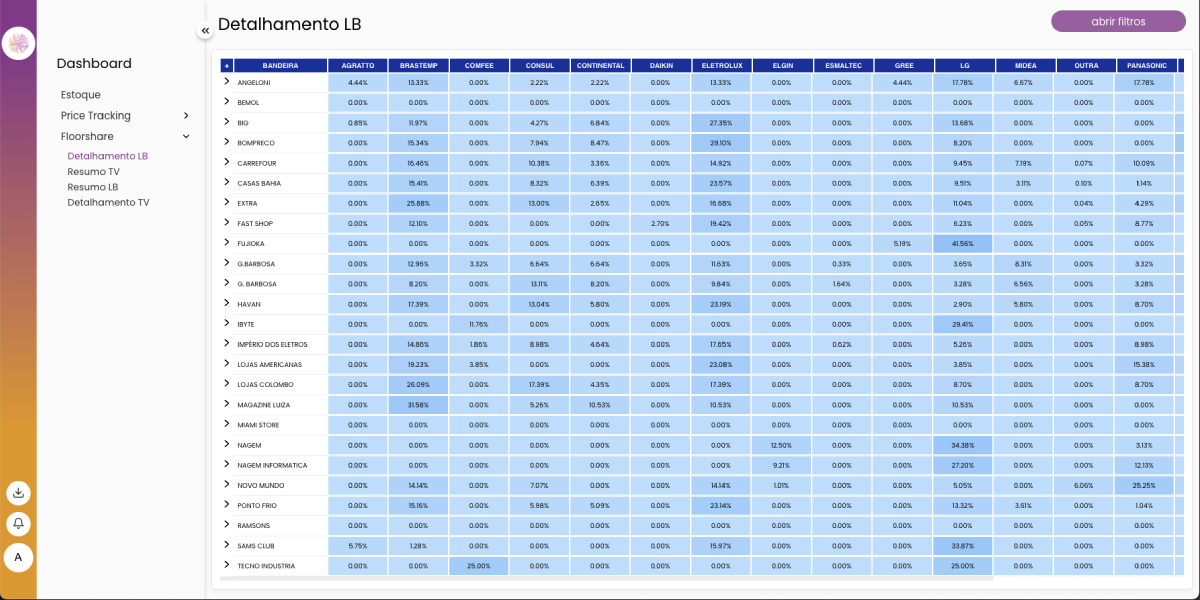 Detalhamento LB
abrir filtros
Dashboard
Estoque
Price Tracking
Floorshare
Detalhamento LB
Resumo TV
Resumo LB
Detalhamento TV
A
+ BANDEIRA AGRATTO BRASTEMP COMFEE CONSUL CONTINENTAL DAIKIN ELETROLUX ELGIN ESMALTEC GREE LG MIDEA OUTRA PANASONIC
ANGELONI 4.44% 13.33% 0.00% 2.22% 2.22% 0.00% 13.33% 0.00% 0.00% 4.44% 17.78% 6.67% 0.00% 17.78%
BEMOL 0.00% 0.00% 0.00% 0.00% 0.00% 0.00% 0.00% 0.00% 0.00% 0.00% 0.00% 0.00% 0.00% 0.00%
BIG 0.85% 11.97% 0.00% 4.27% 6.84% 0.00% 27.35% 0.00% 0.00% 0.00% 13.68% 0.00% 0.00% 0.00%
BOMPRECO 0.00% 15.34% 0.00% 7.94% 8.47% 0.00% 29.10% 0.00% 0.00% 0.00% 8.20% 0.00% 0.00% 0.00%
CARREFOUR 0.00% 16.46% 0.00% 10.38% 3.36% 0.00% 14.92% 0.00% 0.00% 0.00% 9.45% 7.19% 0.07% 10.09%
CASAS BAHIA 0.00% 15.41% 0.00% 8.32% 6.39% 0.00% 23.57% 0.00% 0.00% 0.00% 9.51% 3.11% 0.10% 1.14%
EXTRA 0.00% 25.88% 0.00% 13.00% 2.65% 0.00% 16.68% 0.00% 0.00% 0.00% 11.04% 0.00% 0.04% 4.29%
FAST SHOP 0.00% 12.10% 0.00% 0.00% 0.00% 2.70% 19.42% 0.00% 0.00% 0.00% 6.23% 0.00% 0.05% 8.77%
FUJIOKA 0.00% 0.00% 0.00% 0.00% 0.00% 0.00% 0.00% 0.00% 0.00% 5.19% 41.56% 0.00% 0.00% 0.00%
G.BARBOSA 0.00% 12.96% 3.32% 6.64% 6.64% 0.00% 11.63% 0.00% 0.33% 0.00% 3.65% 8.31% 0.00% 3.32%
G. BARBOSA 0.00% 8.20% 0.00% 13.11% 8.20% 0.00% 9.84% 0.00% 1.64% 0.00% 3.28% 6.56% 0.00% 3.28%
HAVAN 0.00% 17.39% 0.00% 13.04% 5.80% 0.00% 23.19% 0.00% 0.00% 0.00% 2.90% 5.80% 0.00% 8.70%
IBYTE 0.00% 0.00% 11.76% 0.00% 0.00% 0.00% 0.00% 0.00% 0.00% 0.00% 29.41% 0.00% 0.00% 0.00%
IMPÉRIO DOS ELETROS 0.00% 14.86% 1.86% 8.98% 4.64% 0.00% 17.65% 0.00% 0.62% 0.00% 5.26% 0.00% 0.00% 8.98%
LOJAS AMERICANAS 0.00% 19.23% 3.85% 0.00% 0.00% 0.00% 23.08% 0.00% 0.00% 0.00% 3.85% 0.00% 0.00% 15.38%
LOJAS COLOMBO 0.00% 26.09% 0.00% 17.39% 4.35% 0.00% 17.39% 0.00% 0.00% 0.00% 8.70% 0.00% 0.00% 8.70%
MAGAZINE LUIZA 0.00% 31.58% 0.00% 5.26% 10.53% 0.00% 10.53% 0.00% 0.00% 0.00% 10.53% 0.00% 0.00% 0.00%
MIAMI STORE 0.00% 0.00% 0.00% 0.00% 0.00% 0.00% 0.00% 0.00% 0.00% 0.00% 0.00% 0.00% 0.00% 0.00%
NAGEM 0.00% 0.00% 0.00% 0.00% 0.00% 0.00% 0.00% 12.50% 0.00% 0.00% 34.38% 0.00% 0.00% 3.13%
NAGEM INFORMATICA 0.00% 0.00% 0.00% 0.00% 0.00% 0.00% 0.00% 9.21% 0.00% 0.00% 27.20% 0.00% 0.00% 12.13%
NOVO MUNDO 0.00% 14.14% 0.00% 7.07% 0.00% 0.00% 14.14% 1.01% 0.00% 0.00% 5.05% 0.00% 6.06% 25.25%
PONTO FRIO 0.00% 15.16% 0.00% 5.98% 5.09% 0.00% 23.14% 0.00% 0.00% 0.00% 13.32% 3.61% 0.00% 1.04%
RAMSONS 0.00% 0.00% 0.00% 0.00% 0.00% 0.00% 0.00% 0.00% 0.00% 0.00% 0.00% 0.00% 0.00% 0.00%
SAMS CLUB 5.75% 1.28% 0.00% 0.00% 0.00% 0.00% 15.97% 0.00% 0.00% 0.00% 33.87% 0.00% 0.00% 0.00%
TECNO INDUSTRIA 0.00% 0.00% 25.00% 0.00% 0.00% 0.00% 0.00% 0.00% 0.00% 0.00% 25.00% 0.00% 0.00% 0.00%